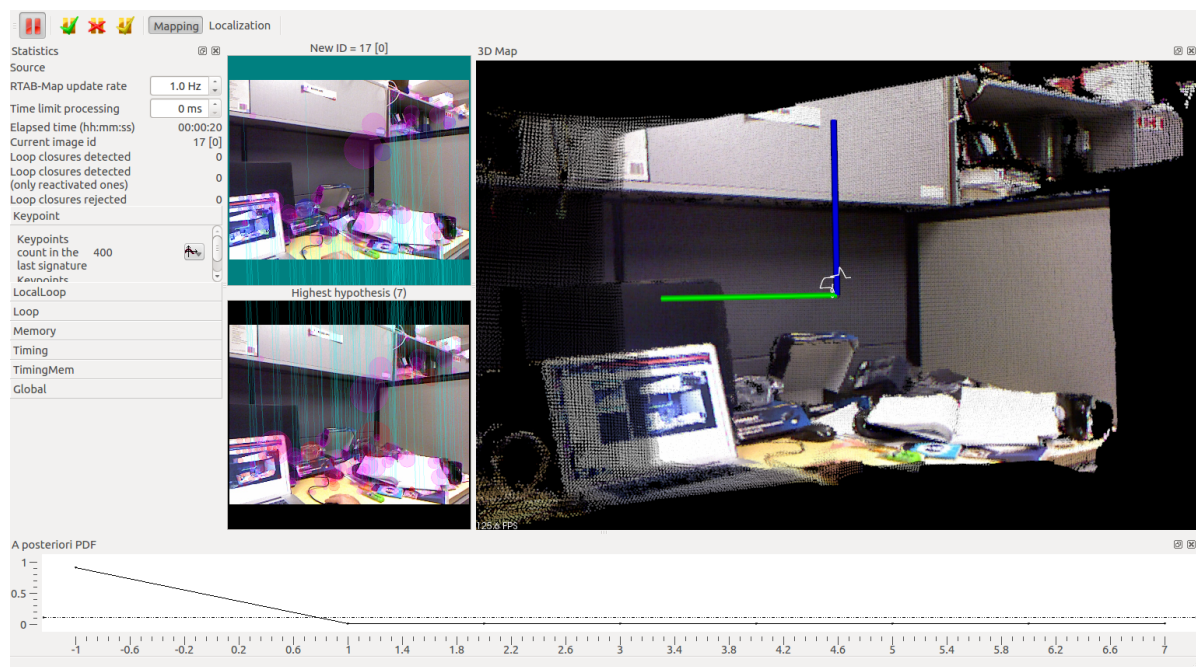 Mapping Localization
Statistics
Source
RTAB-Map update rate 1.0 Hz
Time limit processing 0 ms
Elapsed time (hh:mm:ss) 00:00:20
Current image id 17 [0]
Loop closures detected 0
Loop closures detected
(only reactivated ones) 0
Loop closures rejected 0
Keypoint
Keypoints
count in the 400
last signature
Keypoints
LocalLoop
Loop
Memory
Timing
TimingMem
Global
New ID = 17 [0]
Highest hypothesis (7)
3D Map
125.6 FPS
A posteriori PDF
1
0.5
0
-1 -0.6 -0.2 0.2 0.6 1 1.4 1.8 2.2 2.6 3 3.4 3.8 4.2 4.6 5 5.4 5.8 6.2 6.6 7